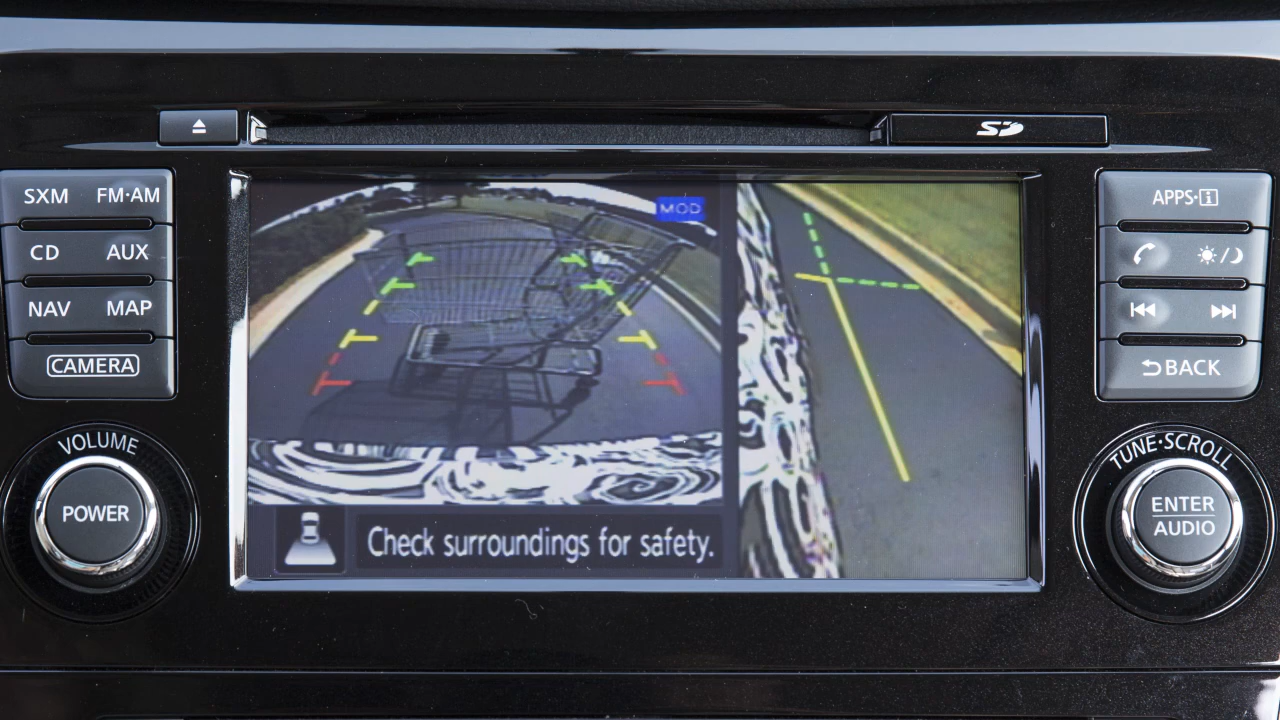 SD
SXM FM·AM
CD AUX
NAV MAP
CAMERA
VOLUME
POWER
MOD
Check surroundings for safety.
APPS·i
BACK
TUNE·SCROLL
ENTER
AUDIO